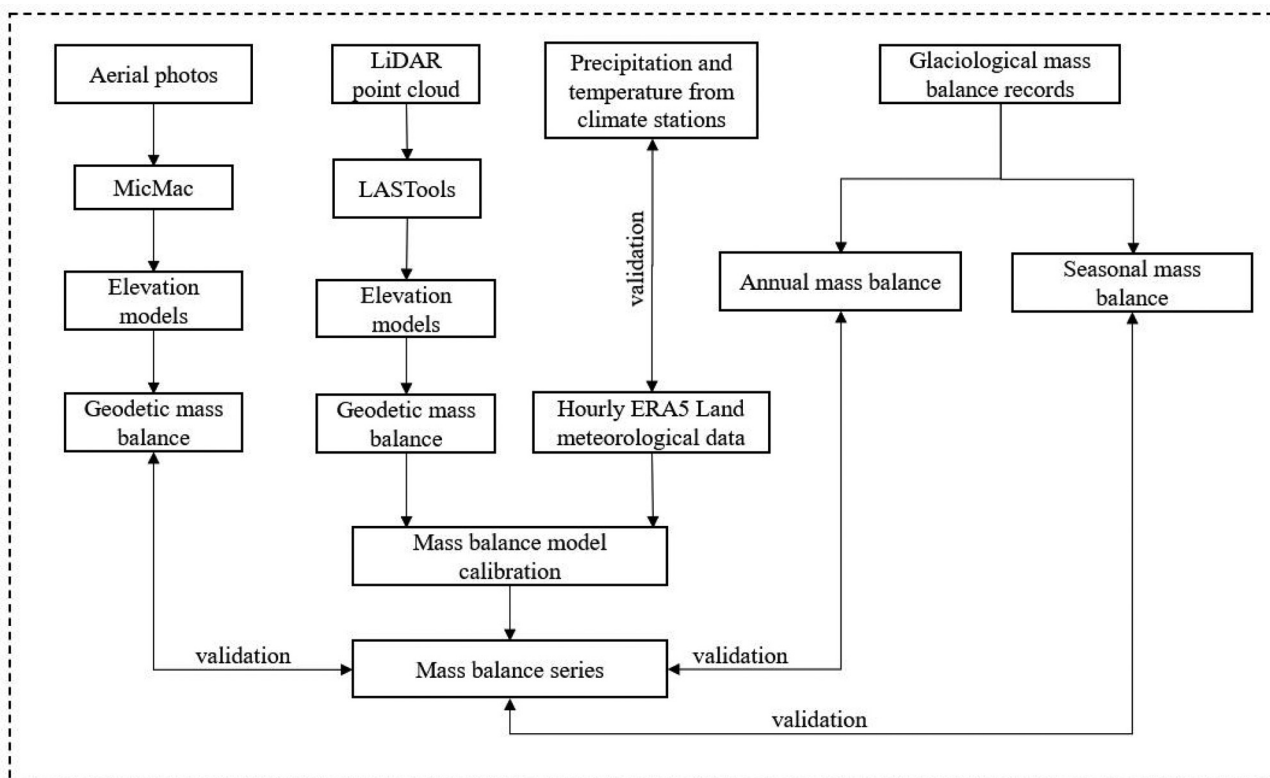 Aerial photos
LiDAR
point cloud
Precipitation and
temperature from
climate stations
Glaciological mass
balance records
MicMac
LASTools
validation
Annual mass balance
Seasonal mass
balance
Elevation
models
Elevation
models
Geodetic mass
balance
Geodetic mass
balance
Hourly ERA5 Land
meteorological data
Mass balance model
calibration
validation
Mass balance series
validation
validation